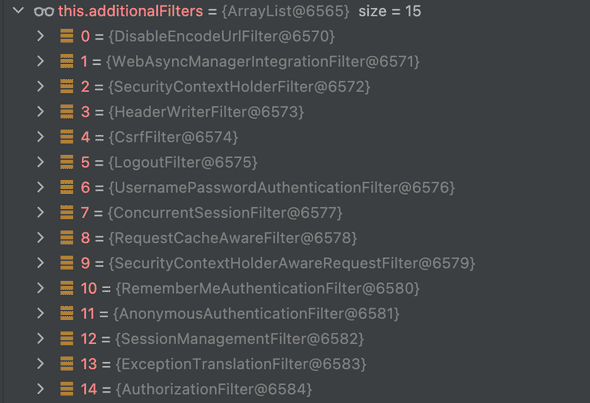 this.additionalFilters = {ArrayList@6565} size = 15
0 = {DisableEncodeUrlFilter@6570}
1 = {WebAsyncManagerIntegrationFilter@6571}
2 = {SecurityContextHolderFilter@6572}
3 = {HeaderWriterFilter@6573}
4 = {CsrfFilter@6574}
5 = {LogoutFilter@6575}
6 = {UsernamePasswordAuthenticationFilter@6576}
7 = {ConcurrentSessionFilter@6577}
8 = {RequestCacheAwareFilter@6578}
9 = {SecurityContextHolderAwareRequestFilter@6579}
10 = {RememberMeAuthenticationFilter@6580}
11 = {AnonymousAuthenticationFilter@6581}
12 = {SessionManagementFilter@6582}
13 = {ExceptionTranslationFilter@6583}
14 = {AuthorizationFilter@6584}